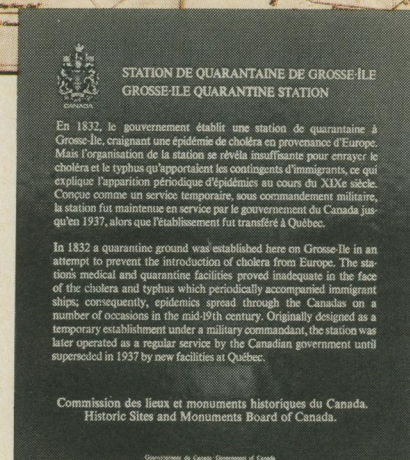 CANADA
STATION DE QUARANTAINE DE GROSSE-ÎLE
GROSSE-ILE QUARANTINE STATION
En 1832, le gouvernement établit une station de quarantaine à
Grosse-Île, craignant une épidémie de choléra en provenance d'Europe.
Mais l'organisation de la station se révéla insuffisante pour enrayer le
choléra et le typhus qu'apportaient les contingents d'immigrants, ce qui
explique l'apparition périodique d'épidémies au cours du XIXe siècle.
Conçue comme un service temporaire, sous commandement militaire,
la station fut maintenue en service par le gouvernement du Canada jus-
qu'en 1937, alors que l'établissement fut transféré à Québec.
In 1832 a quarantine ground was established here on Grosse-Ile in an
attempt to prevent the introduction of cholera from Europe. The sta-
tion's medical and quarantine facilities proved inadequate in the face
of the cholera and typhus which periodically accompanied immigrant
ships; consequently, epidemics spread through the Canadas on a
number of occasions in the mid-19th century. Originally designed as a
temporary establishment under a military commandant, the station was
later operated as a regular service by the Canadian government until
superseded in 1937 by new facilities at Québec.
Commission des lieux et monuments historiques du Canada.
Historic Sites and Monuments Board of Canada.
Gouvernement du Canada Government of Canada